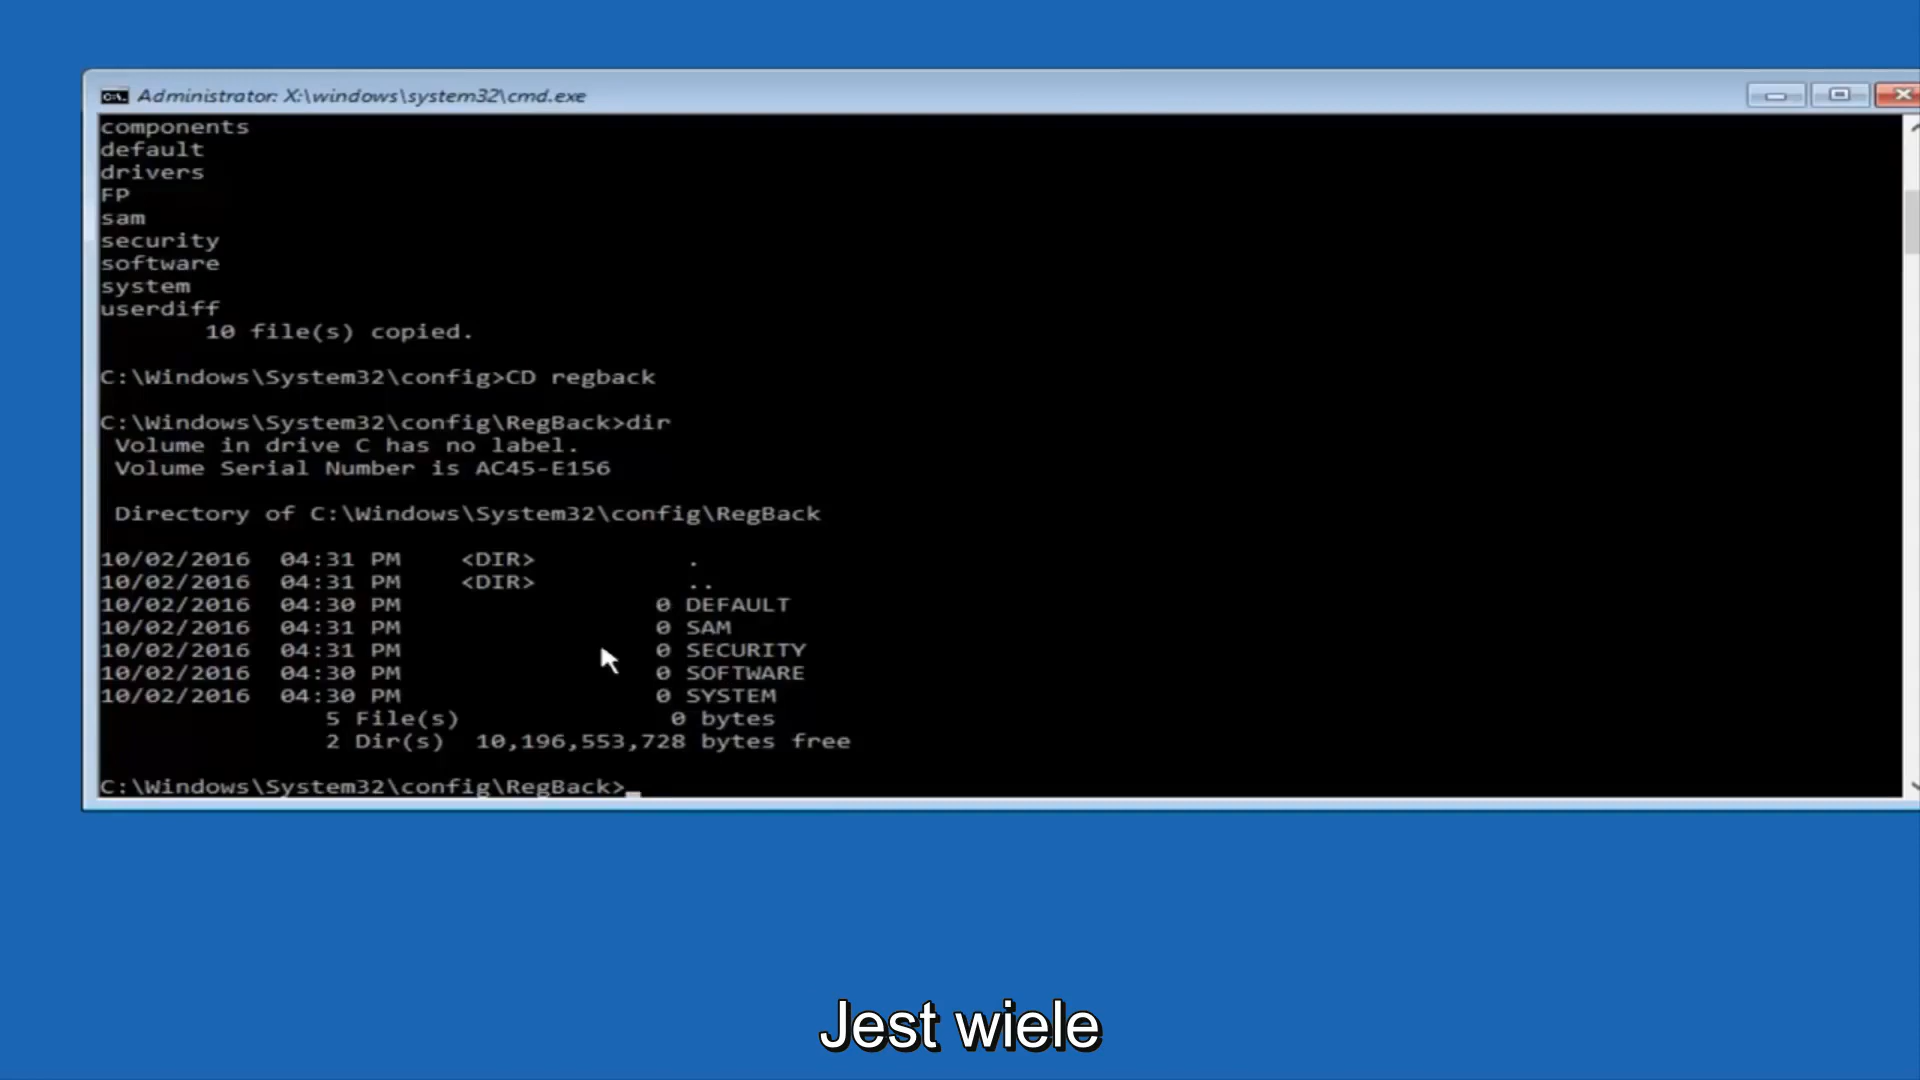 Administrator: X:\windows\system32\cmd.exe
components
default
drivers
FP
sam
security
software
system
userdiff
10 file(s) copied.
C:\Windows\System32\config>CD regback
C:\Windows\System32\config\RegBack>dir
Volume in drive C has no label.
Volume Serial Number is AC45-E156
Directory of C:\Windows\System32\config\RegBack
10/02/2016 04:31 PM <DIR> .
10/02/2016 04:31 PM <DIR> ..
10/02/2016 04:30 PM 0 DEFAULT
10/02/2016 04:31 PM 0 SAM
10/02/2016 04:31 PM 0 SECURITY
10/02/2016 04:30 PM 0 SOFTWARE
10/02/2016 04:30 PM 0 SYSTEM
5 File(s) 0 bytes
2 Dir(s) 10,196,553,728 bytes free
C:\Windows\System32\config\RegBack>_
Jest wiele